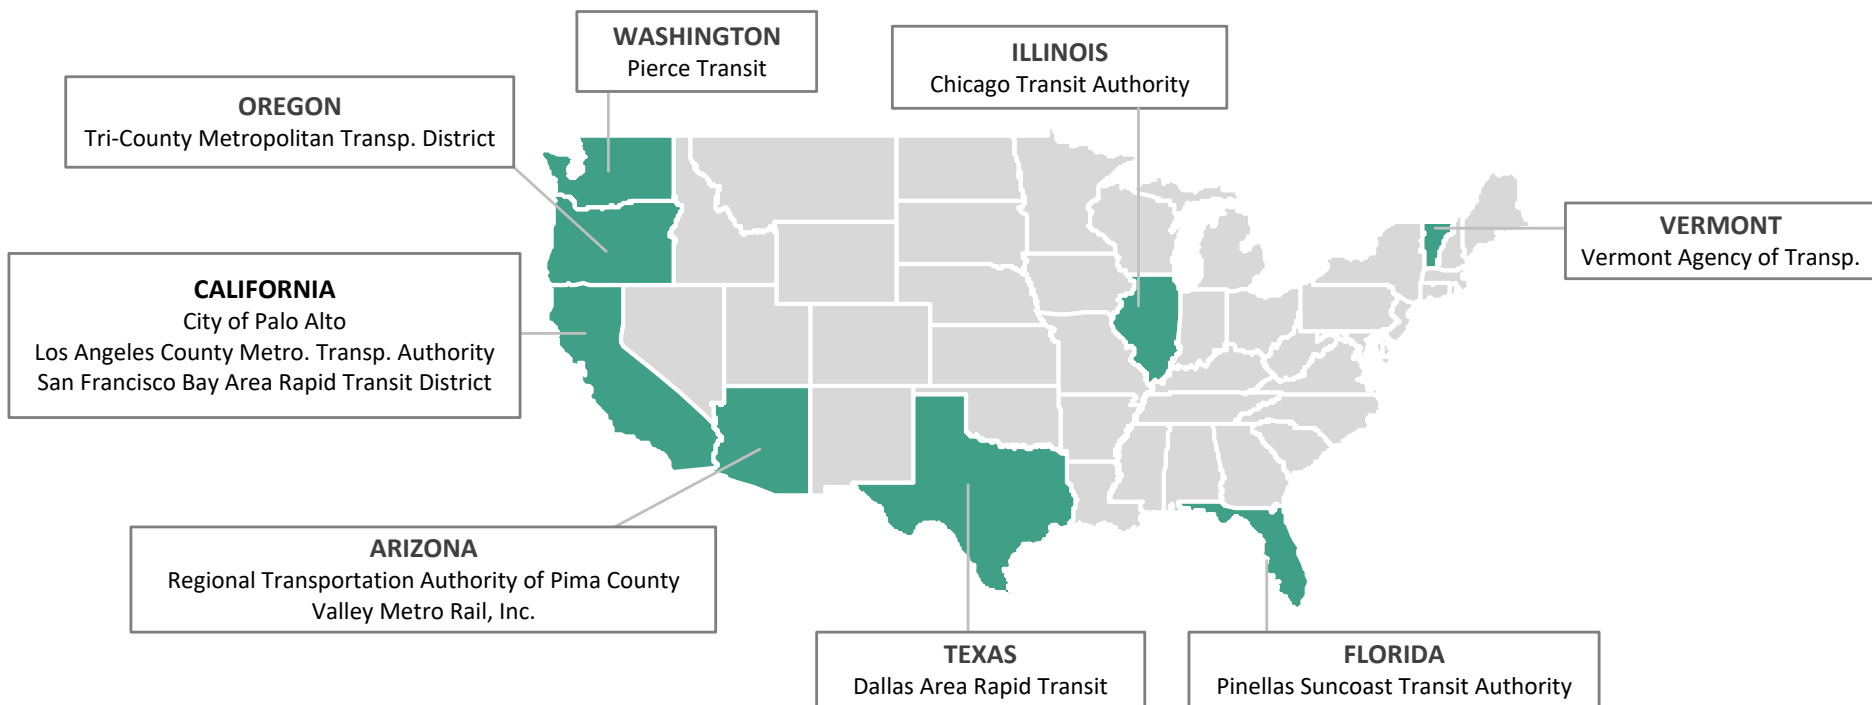 WASHINGTON
Pierce Transit
ILLINOIS
Chicago Transit Authority
OREGON
Tri-County Metropolitan Transp. District
VERMONT
Vermont Agency of Transp.
CALIFORNIA
City of Palo Alto
Los Angeles County Metro. Transp. Authority
San Francisco Bay Area Rapid Transit District
ARIZONA
Regional Transportation Authority of Pima County
Valley Metro Rail, Inc.
TEXAS
Dallas Area Rapid Transit
FLORIDA
Pinellas Suncoast Transit Authority